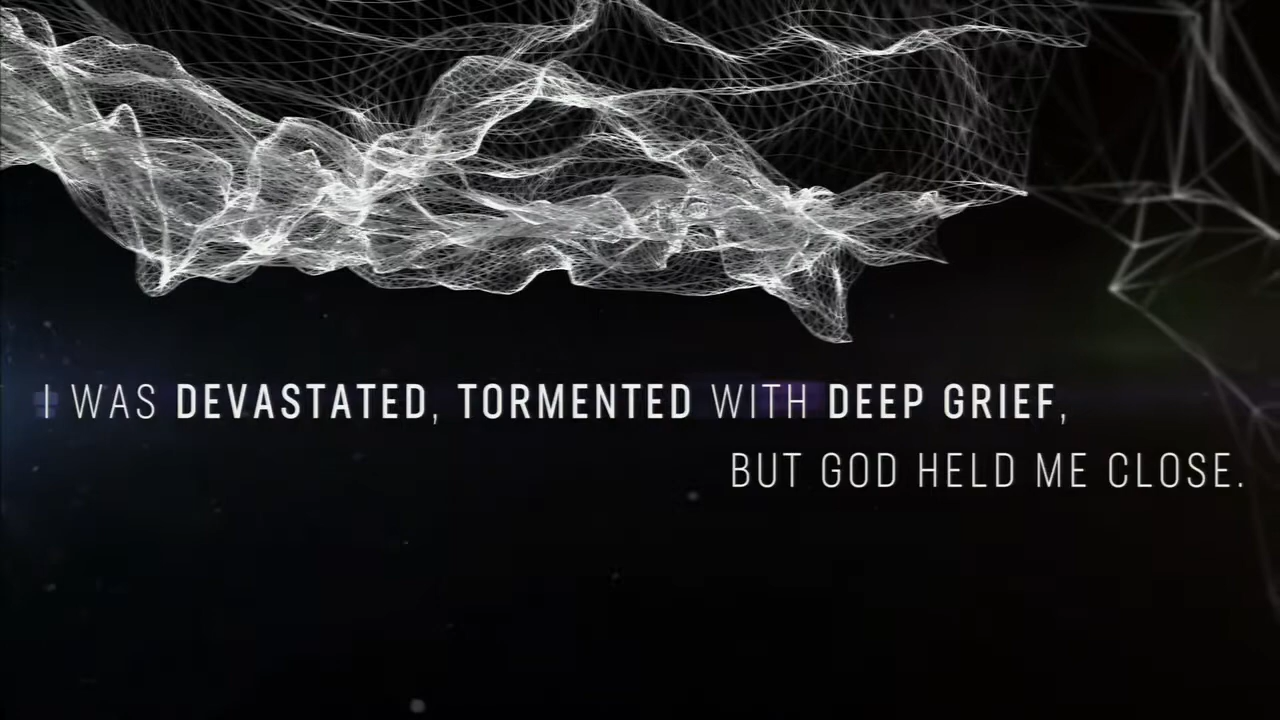 I WAS DEVASTATED, TORMENTED WITH DEEP GRIEF,
BUT GOD HELD ME CLOSE.